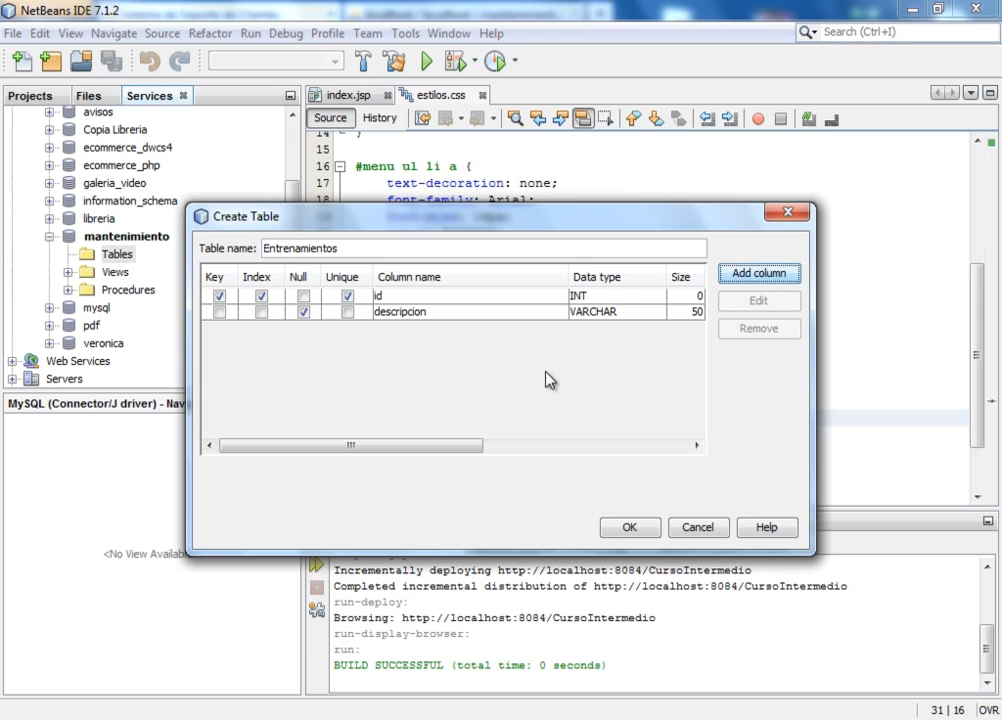 NetBeans IDE 7.1.2
File Edit View Navigate Source Refactor Run Debug Profile Team Tools Window Help
Search (Ctrl+I)
Projects Files Services
index.jsp estilos.css
Source History
avisos
Copia Libreria
ecommerce_dwcs4
ecommerce_php
galeria_video
information_schema
libreria
mantenimiento
Tables
Views
Procedures
mysql
pdf
veronica
Web Services
Servers
MySQL (Connector/J driver) - Nav
<No View Availab
14 }
15
16 #menu ul li a {
17 text-decoration: none;
18 font-family: Arial;
Create Table
Table name: Entrenamientos
Key Index Null Unique Column name Data type Size
id INT 0
descripcion VARCHAR 50
Add column
Edit
Remove
OK Cancel Help
Incrementally deploying http://localhost:8084/CursoIntermedio
Completed incremental distribution of http://localhost:8084/CursoIntermedio
run-deploy:
Browsing: http://localhost:8084/CursoIntermedio
run-display-browser:
run:
BUILD SUCCESSFUL (total time: 0 seconds)
31 | 16 OVR